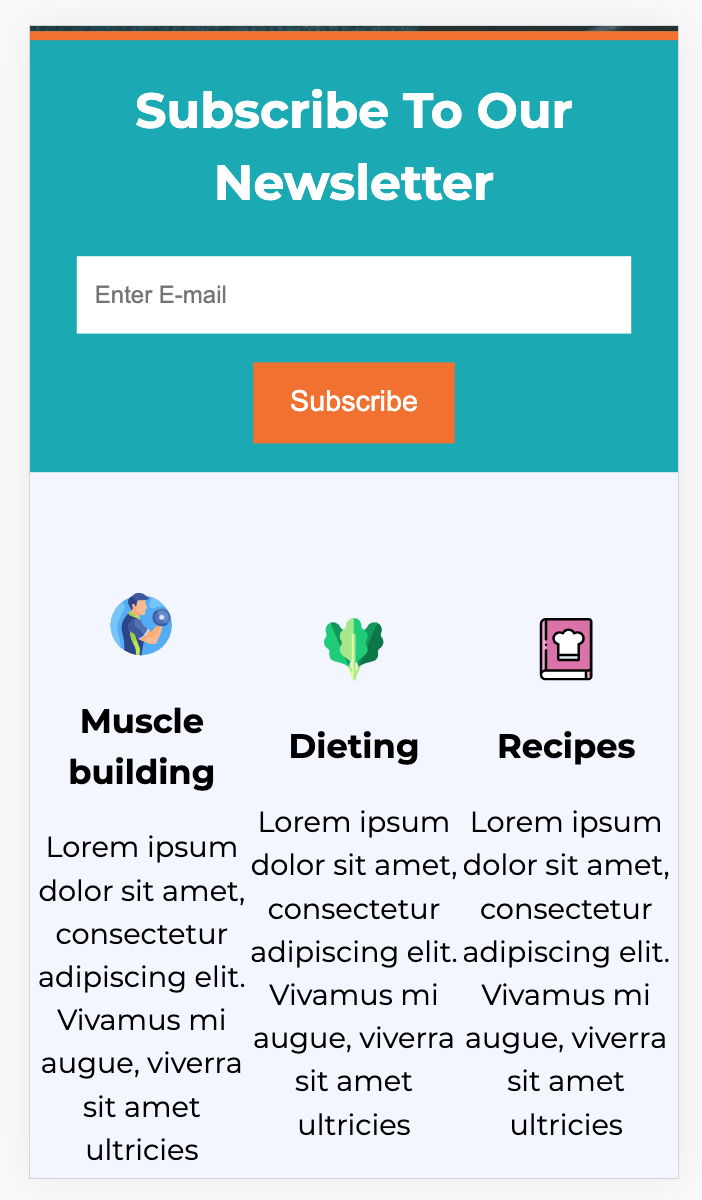 Subscribe To Our
Newsletter
Enter E-mail
Subscribe
Muscle
building
Lorem ipsum
dolor sit amet,
consectetur
adipiscing elit.
Vivamus mi
augue, viverra
sit amet
ultricies
Dieting
Lorem ipsum
dolor sit amet,
consectetur
adipiscing elit.
Vivamus mi
augue, viverra
sit amet
ultricies
Recipes
Lorem ipsum
dolor sit amet,
consectetur
adipiscing elit.
Vivamus mi
augue, viverra
sit amet
ultricies